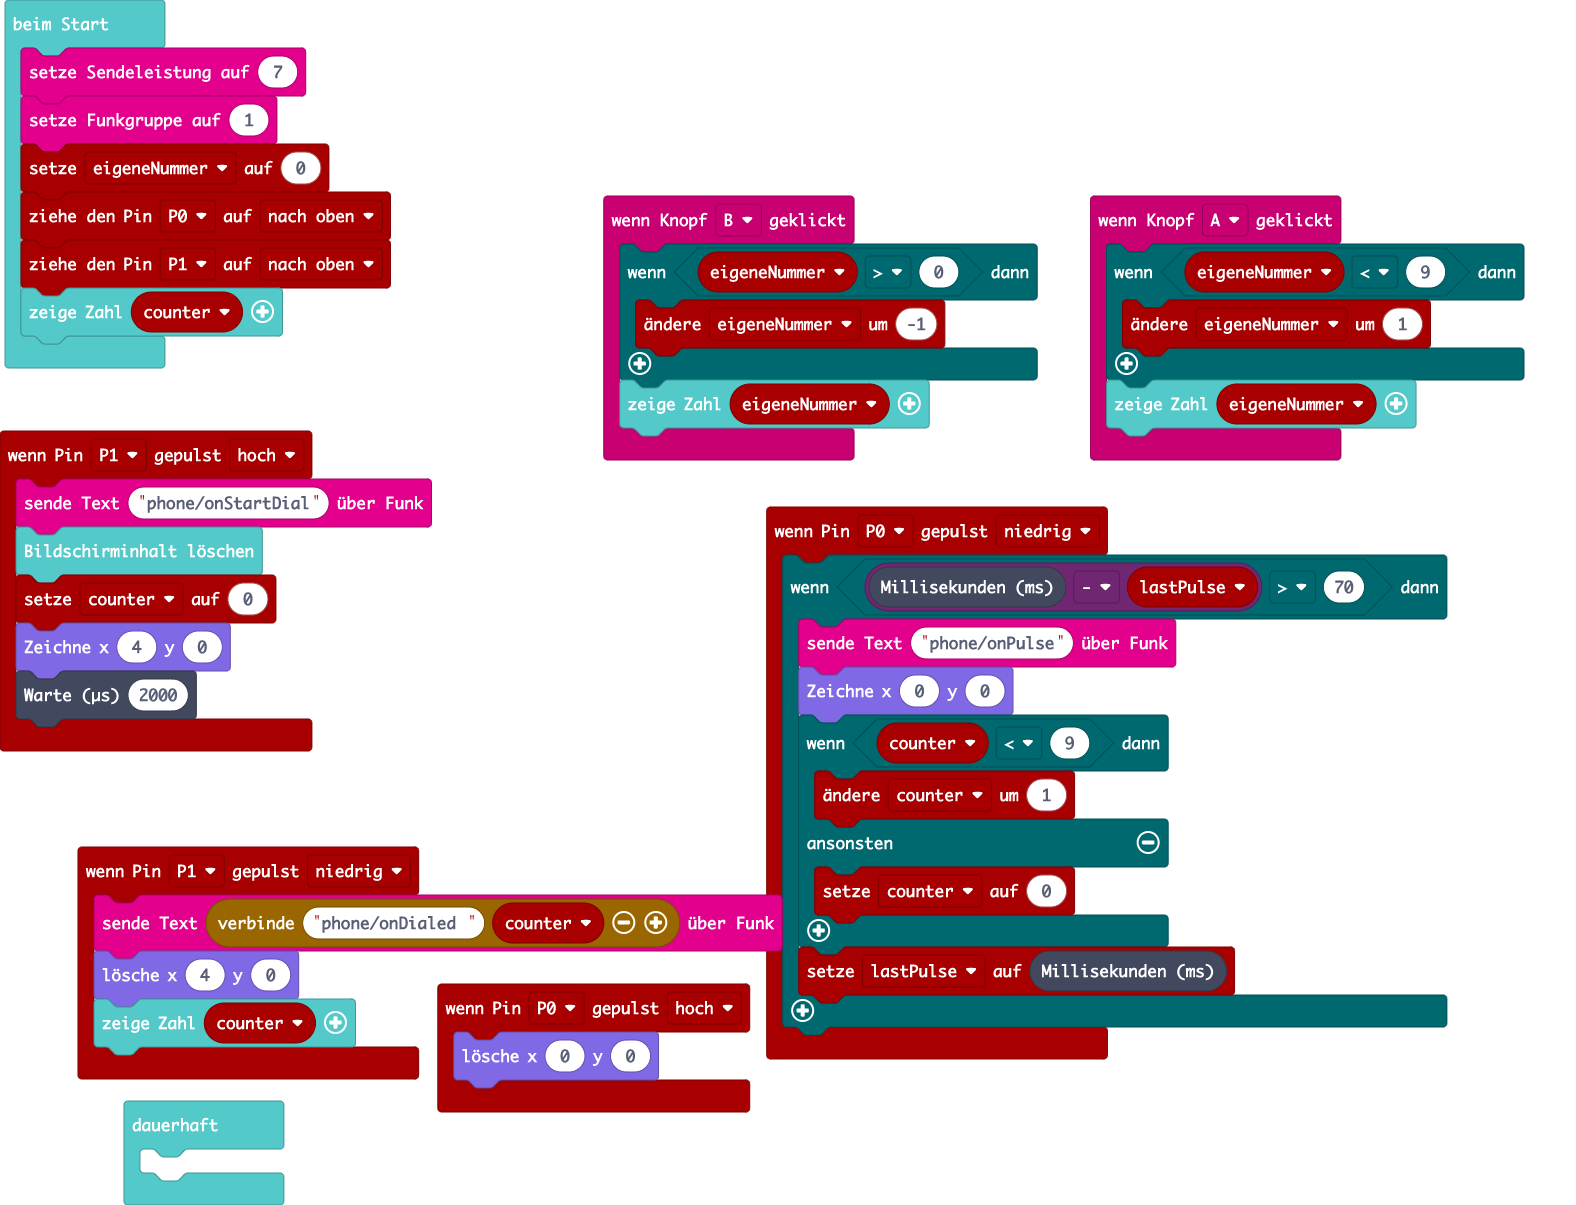 beim Start
setze Sendeleistung auf 7
setze Funkgruppe auf 1
setze eigeneNummer auf 0
ziehe den Pin P0 auf nach oben
ziehe den Pin P1 auf nach oben
zeige Zahl counter
wenn Knopf B geklickt
wenn eigeneNummer > 0 dann
ändere eigeneNummer um -1
zeige Zahl eigeneNummer
wenn Knopf A geklickt
wenn eigeneNummer < 9 dann
ändere eigeneNummer um 1
zeige Zahl eigeneNummer
wenn Pin P1 gepulst hoch
sende Text "phone/onStartDial" über Funk
Bildschirminhalt löschen
setze counter auf 0
Zeichne x 4 y 0
Warte (µs) 2000
wenn Pin P0 gepulst niedrig
wenn Millisekunden (ms) - lastPulse > 70 dann
sende Text "phone/onPulse" über Funk
Zeichne x 0 y 0
wenn counter < 9 dann
ändere counter um 1
ansonsten
setze counter auf 0
setze lastPulse auf Millisekunden (ms)
wenn Pin P1 gepulst niedrig
sende Text verbinde "phone/onDialed " counter über Funk
lösche x 4 y 0
zeige Zahl counter
wenn Pin P0 gepulst hoch
lösche x 0 y 0
dauerhaft